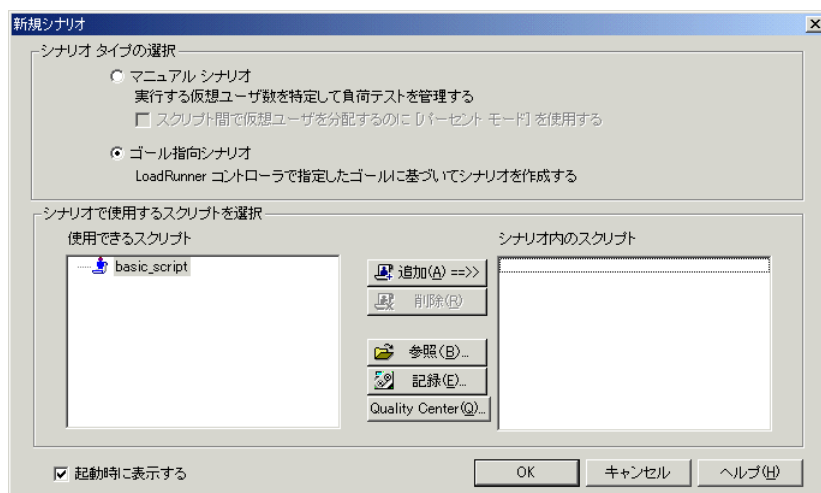 新規シナリオ
シナリオ タイプの選択
マニュアル シナリオ
実行する仮想ユーザ数を特定して負荷テストを管理する
スクリプト間で仮想ユーザを分配するのに [パーセント モード] を使用する
ゴール指向シナリオ
LoadRunner コントローラで指定したゴールに基づいてシナリオを作成する
シナリオで使用するスクリプトを選択
使用できるスクリプト
シナリオ内のスクリプト
basic_script
追加(A) ==>>
削除(R)
参照(B)...
記録(E)...
Quality Center(Q)...
起動時に表示する
OK
キャンセル
ヘルプ(H)